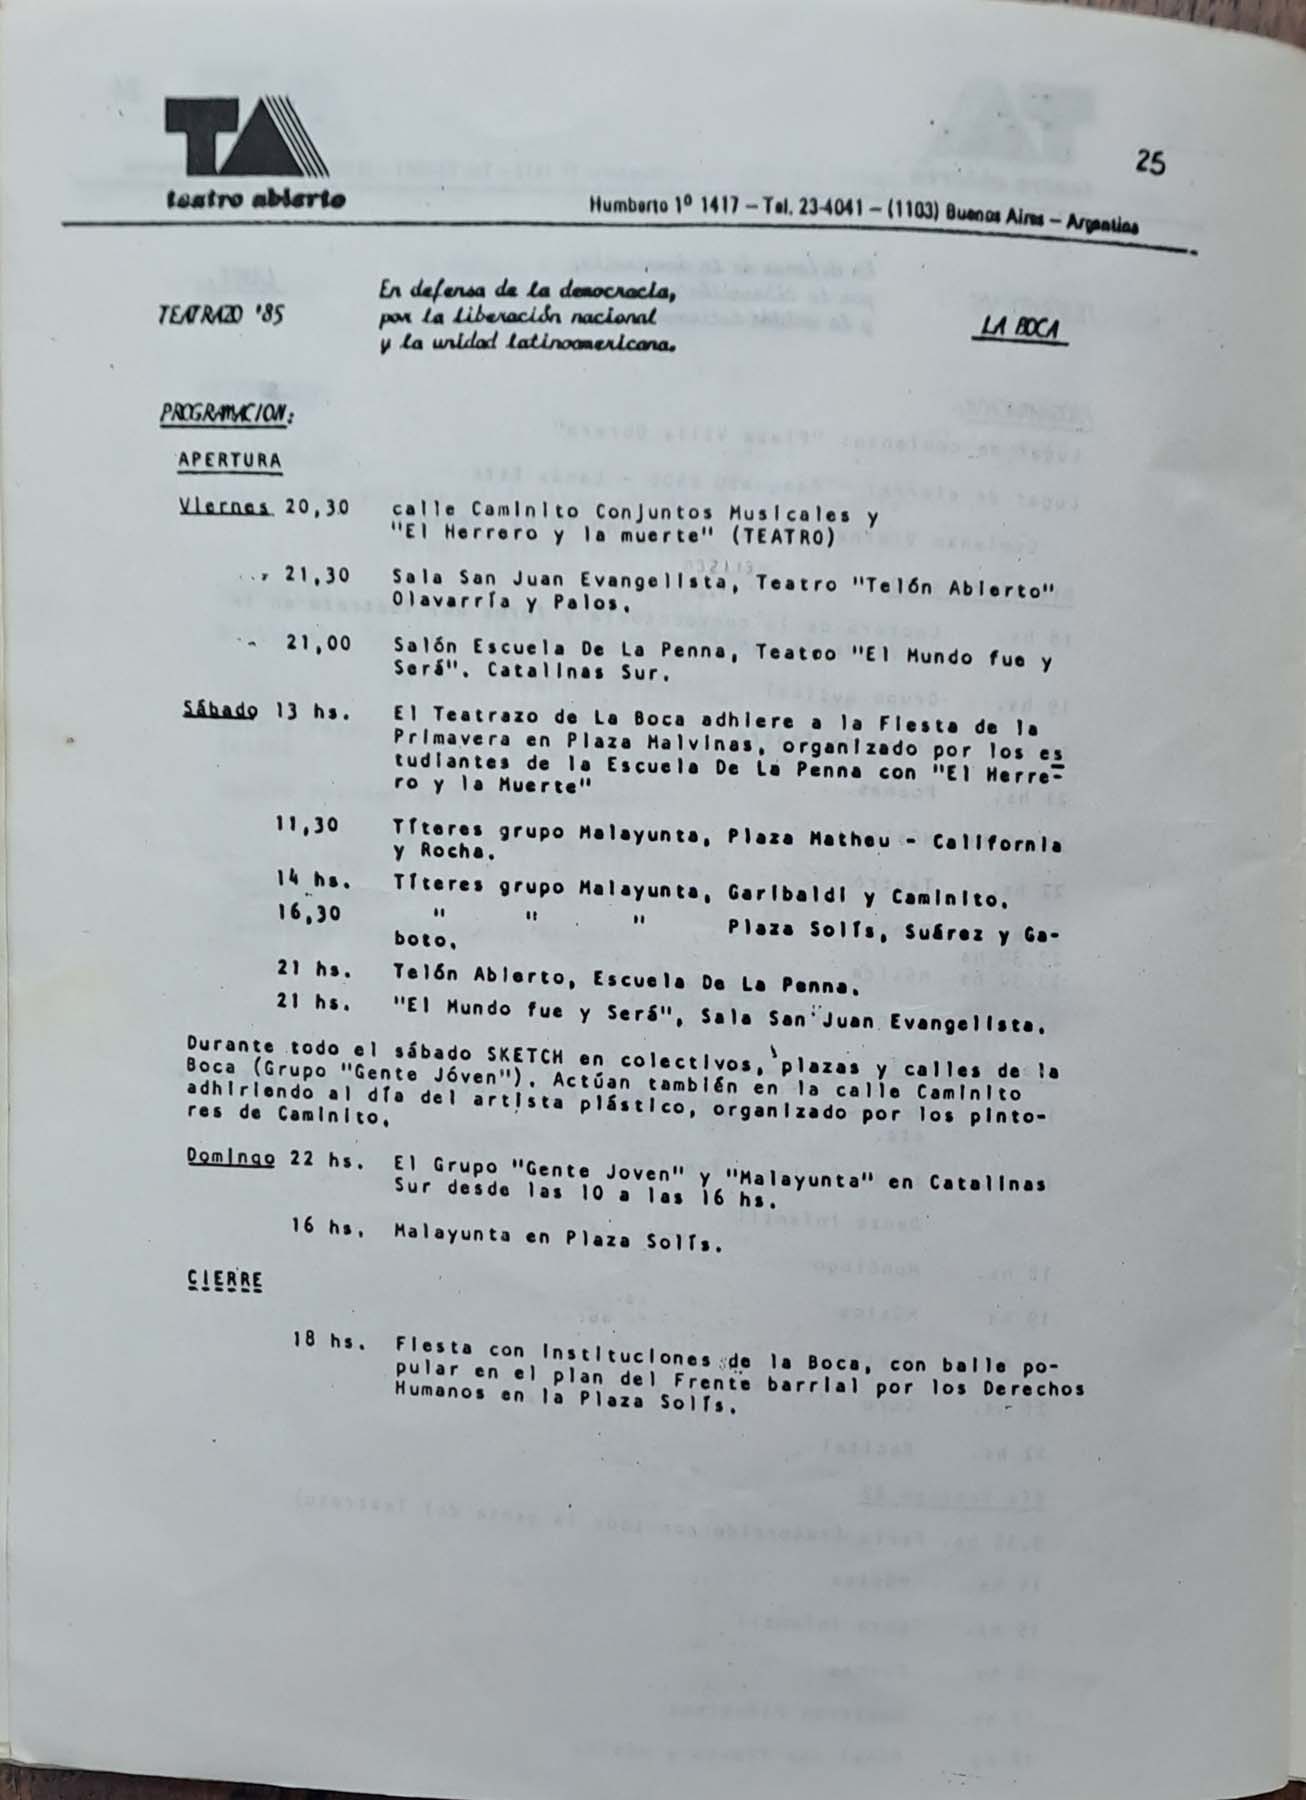 TA
teatro abierto
25
Humberto 1º 1417 — Tel. 23-4041 — (1103) Buenos Aires — Argentina
TEATRAZO '85
En defensa de la democracia,
por la liberación nacional
y la unidad latinoamericana.
LA BOCA
PROGRAMACION:
APERTURA
Viernes 20,30 calle Caminito Conjuntos Musicales y
"El Herrero y la muerte" (TEATRO)
21,30 Sala San Juan Evangelista, Teatro "Telón Abierto"
Olavarría y Palos.
21,00 Salón Escuela De La Penna, Teatro "El Mundo fue y
Será". Catalinas Sur.
Sábado 13 hs. El Teatrazo de La Boca adhiere a la Fiesta de la
Primavera en Plaza Malvinas, organizado por los es
tudiantes de la Escuela De La Penna con "El Herre-
ro y la Muerte"
11,30 Títeres grupo Malayunta, Plaza Matheu - California
y Rocha.
14 hs. Títeres grupo Malayunta, Garibaldi y Caminito.
16,30 " " " Plaza Solís, Suárez y Ga-
boto.
21 hs. Telón Abierto, Escuela De La Penna.
21 hs. "El Mundo fue y Será", Sala San Juan Evangelista.
Durante todo el sábado SKETCH en colectivos, plazas y calles de la
Boca (Grupo "Gente Jóven"). Actúan también en la calle Caminito
adhiriendo al día del artista plástico, organizado por los pinto-
res de Caminito.
Domingo 22 hs. El Grupo "Gente Joven" y "Malayunta" en Catalinas
Sur desde las 10 a las 16 hs.
16 hs. Malayunta en Plaza Solís.
CIERRE
18 hs. Fiesta con Instituciones de la Boca, con baile po-
pular en el plan del Frente barrial por los Derechos
Humanos en la Plaza Solís.